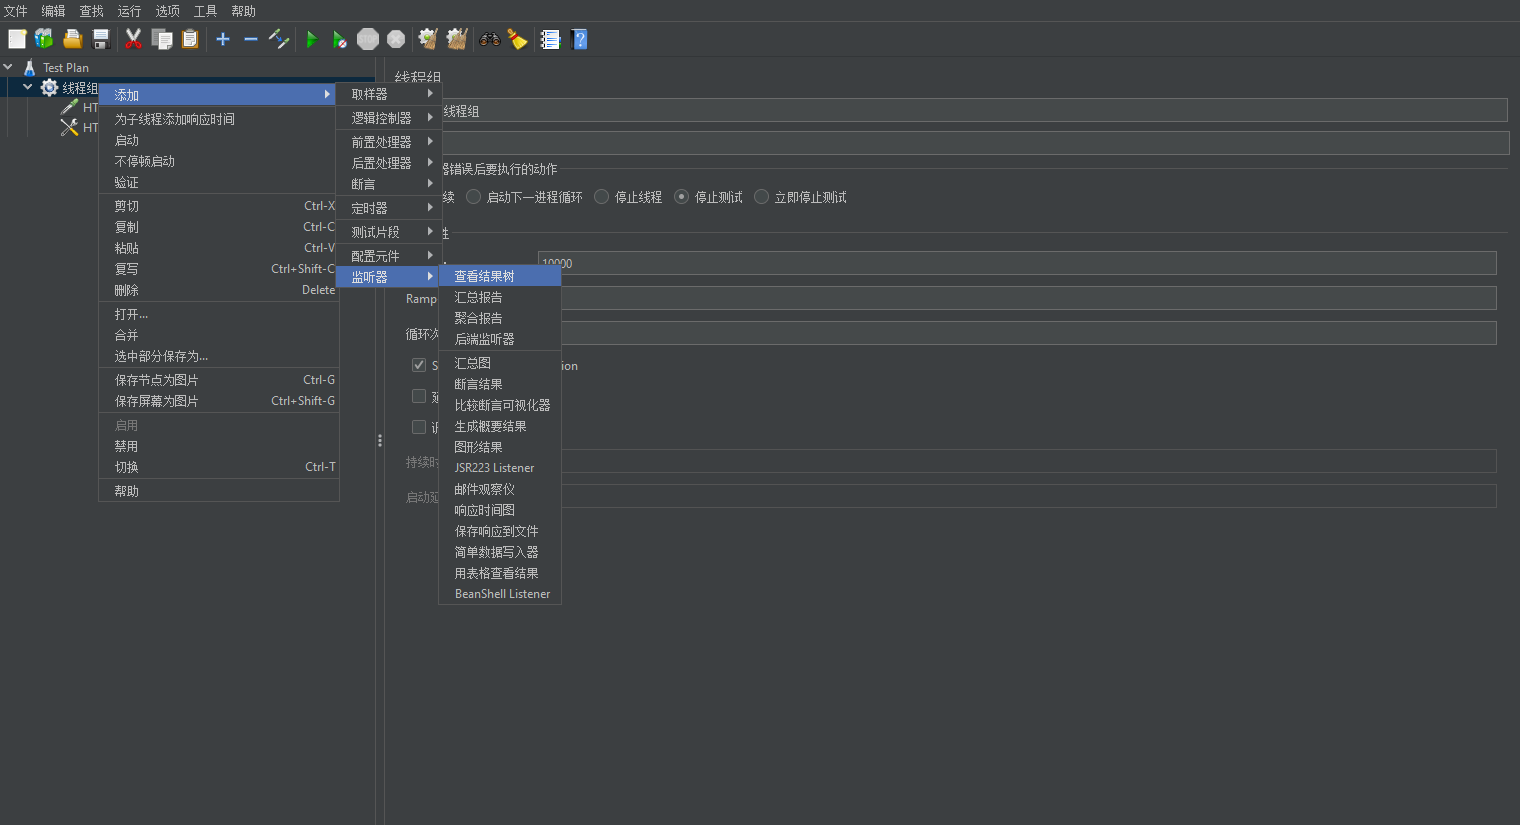 文件 编辑 查找 运行 选项 工具 帮助
Test Plan
线程组
HT
HT
添加
为子线程添加响应时间
启动
不停顿启动
验证
剪切 Ctrl-X
复制 Ctrl-C
粘贴 Ctrl-V
复写 Ctrl+Shift-C
删除 Delete
打开...
合并
选中部分保存为...
保存节点为图片 Ctrl-G
保存屏幕为图片 Ctrl+Shift-G
启用
禁用
切换 Ctrl-T
帮助
取样器
逻辑控制器
前置处理器
后置处理器
断言
定时器
测试片段
配置元件
监听器
查看结果树
汇总报告
聚合报告
后端监听器
汇总图
断言结果
比较断言可视化器
生成概要结果
图形结果
JSR223 Listener
邮件观察仪
响应时间图
保存响应到文件
简单数据写入器
用表格查看结果
BeanShell Listener
线程组
线程组
器错误后要执行的动作
续 启动下一进程循环 停止线程 停止测试 立即停止测试
性
10000
Ramp
循环次
S
ion
延
调
持续时
启动延